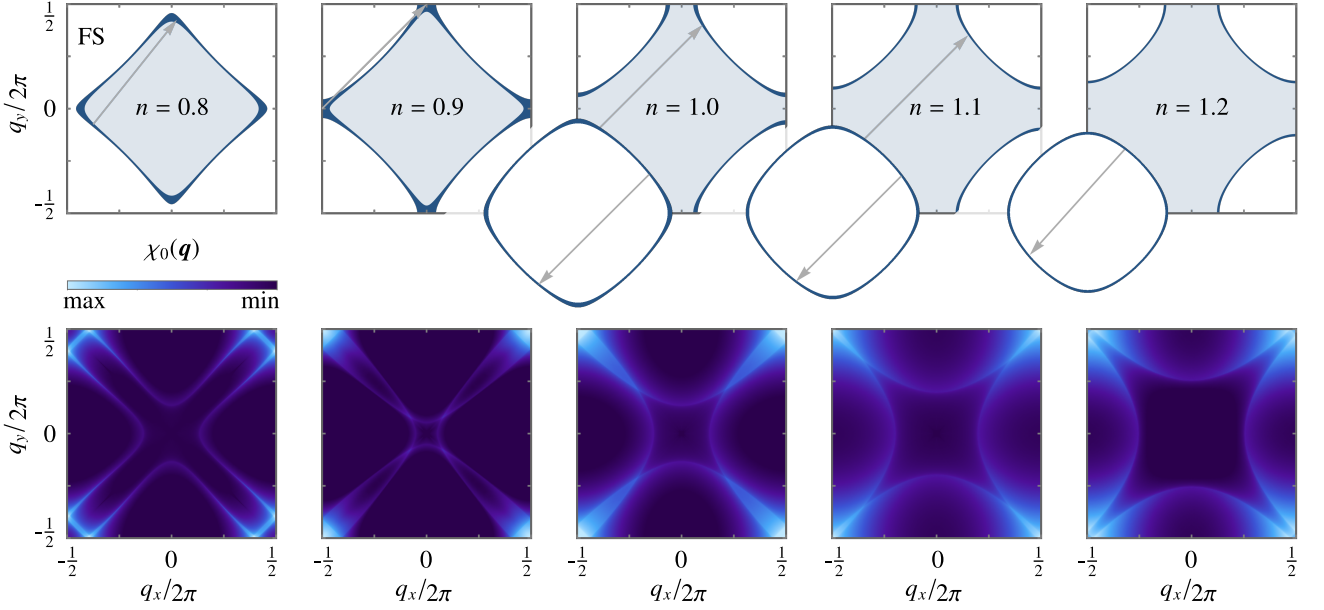 1/2
FS
q_y/2π
0
-1/2
n = 0.8
1/2
n = 0.9
n = 1.0
n = 1.1
n = 1.2
χ₀(q)
max min
1/2
q_y/2π
0
-1/2
-1/2 0 1/2
-1/2 0 1/2
-1/2 0 1/2
-1/2 0 1/2
-1/2 0 1/2
q_x/2π
q_x/2π
q_x/2π
q_x/2π
q_x/2π